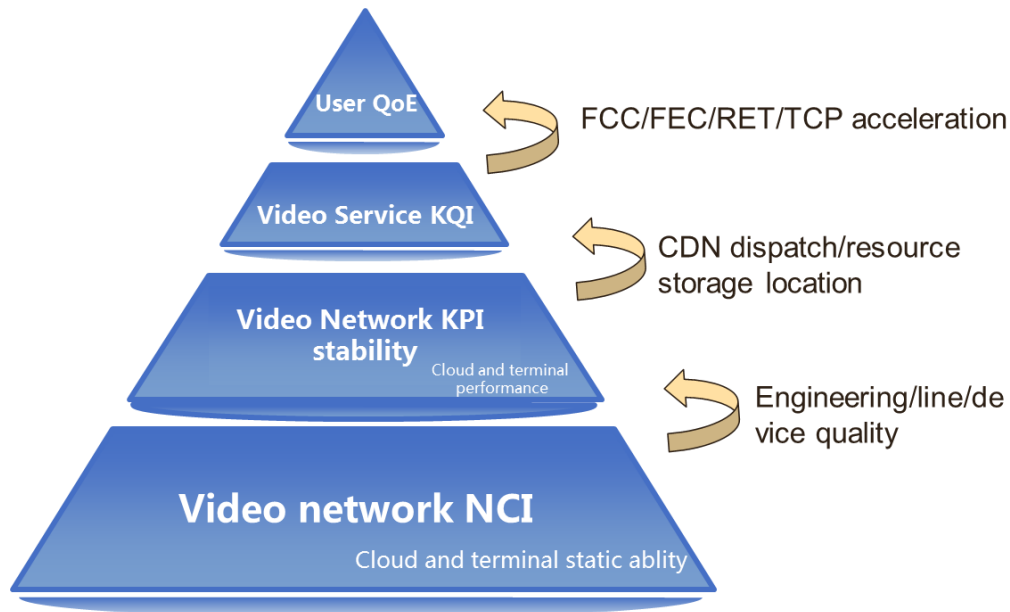 User QoE
FCC/FEC/RET/TCP acceleration
Video Service KQI
CDN dispatch/resource
storage location
Video Network KPI
stability
Cloud and terminal
performance
Engineering/line/de
vice quality
Video network NCI
Cloud and terminal static ablity